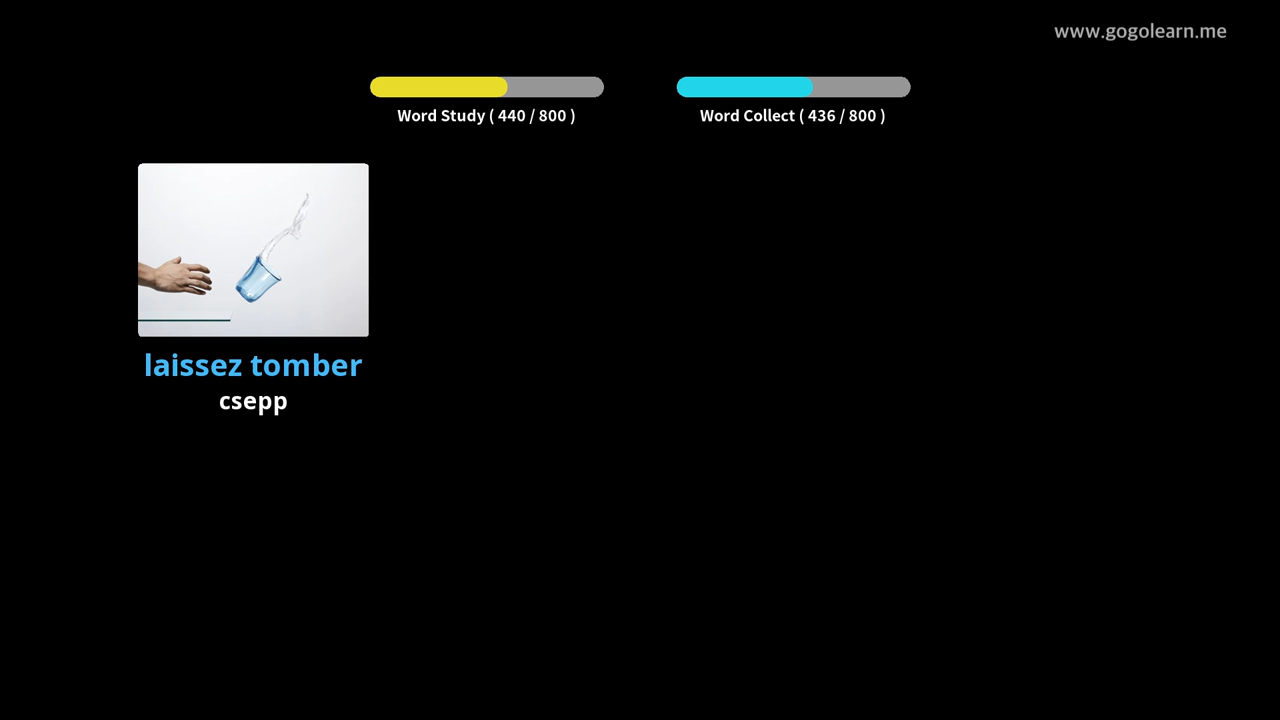 www.gogolearn.me
Word Study ( 440 / 800 )
Word Collect ( 436 / 800 )
laissez tomber
csepp